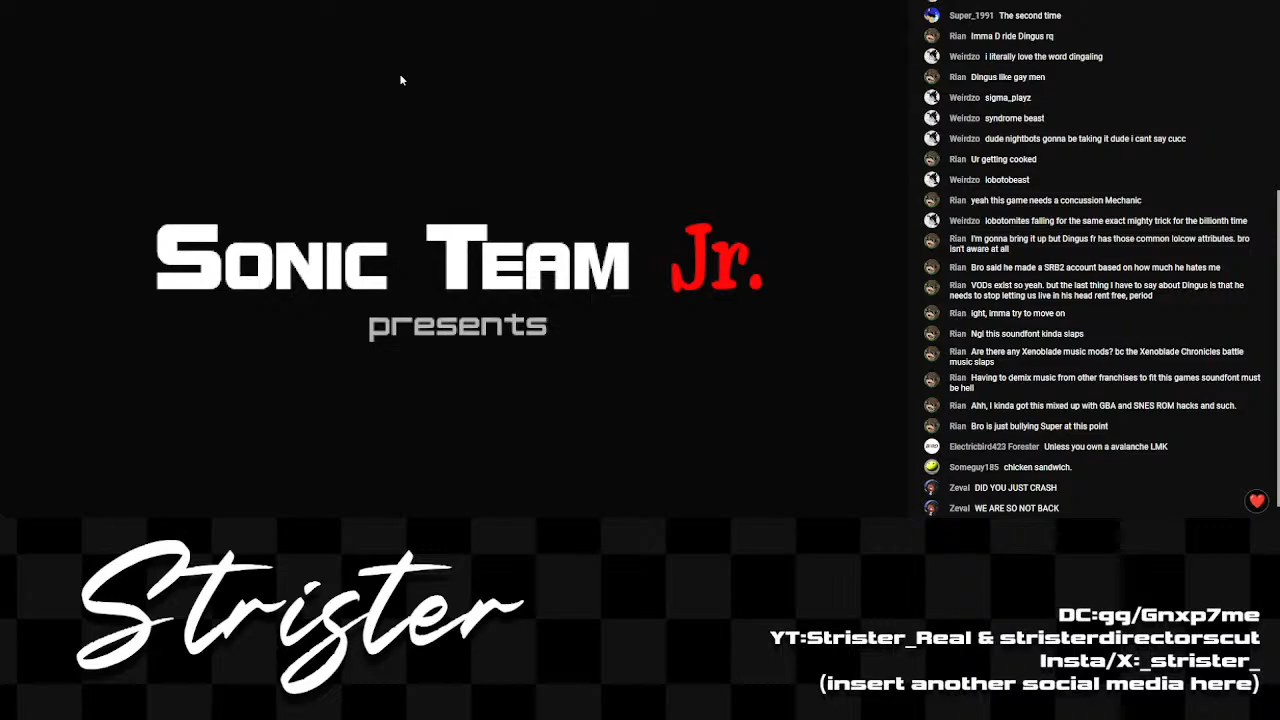 Sonic Team Jr.
presents
Super_1991 The second time
Rian Imma D ride Dingus rq
Weirdzo i literally love the word dingaling
Rian Dingus like gay men
Weirdzo sigma_playz
Weirdzo syndrome beast
Weirdzo dude nightbots gonna be taking it dude i cant say cucc
Rian Ur getting cooked
Weirdzo lobotobeast
Rian yeah this game needs a concussion Mechanic
Weirdzo lobotomites falling for the same exact mighty trick for the billionth time
Rian I'm gonna bring it up but Dingus fr has those common lolcow attributes. bro
isn't aware at all
Rian Bro said he made a SRB2 account based on how much he hates me
Rian VODs exist so yeah. but the last thing I have to say about Dingus is that he
needs to stop letting us live in his head rent free, period
Rian ight, imma try to move on
Rian Ngl this soundfont kinda slaps
Rian Are there any Xenoblade music mods? bc the Xenoblade Chronicles battle
music slaps
Rian Having to demix music from other franchises to fit this games soundfont must
be hell
Rian Ahh, I kinda got this mixed up with GBA and SNES ROM hacks and such.
Rian Bro is just bullying Super at this point
Electricbird423 Forester Unless you own a avalanche LMK
Someguy185 chicken sandwich.
Zeval DID YOU JUST CRASH
Zeval WE ARE SO NOT BACK
Strister
DC:gg/Gnxp7me
YT:Strister_Real & stristerdirectorscut
Insta/X:_strister_
(insert another social media here)